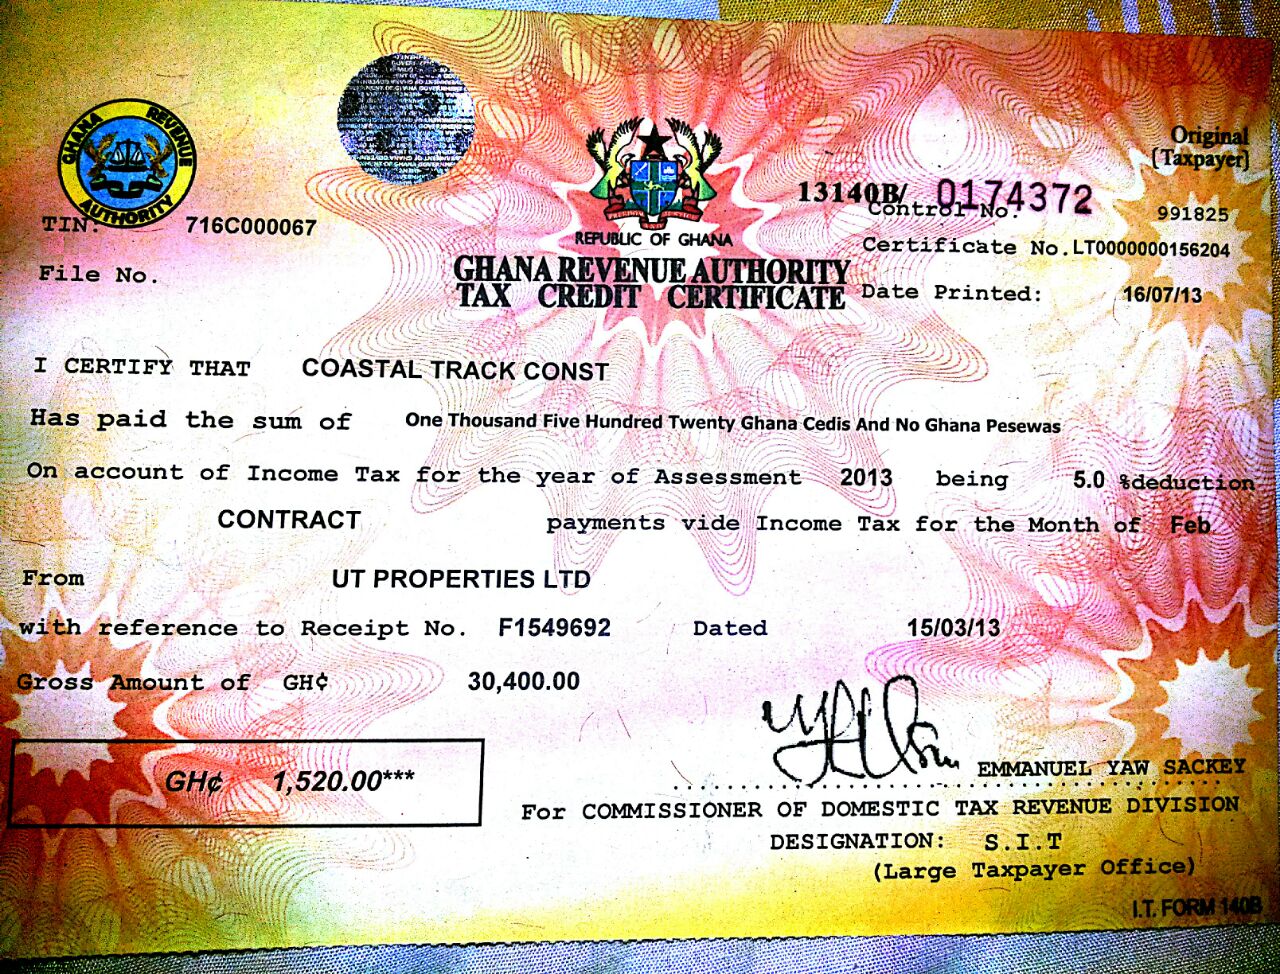 GHANA REVENUE
AUTHORITY
Original
(Taxpayer)
13140B/ 0174372
Control No. 991825
TIN: 716C000067
REPUBLIC OF GHANA
Certificate No. LT0000000156204
File No.
GHANA REVENUE AUTHORITY
TAX CREDIT CERTIFICATE
Date Printed: 16/07/13
I CERTIFY THAT COASTAL TRACK CONST
Has paid the sum of One Thousand Five Hundred Twenty Ghana Cedis And No Ghana Pesewas
On account of Income Tax for the year of Assessment 2013 being 5.0 %deduction
CONTRACT payments vide Income Tax for the Month of Feb
From UT PROPERTIES LTD
with reference to Receipt No. F1549692 Dated 15/03/13
Gross Amount of GH¢ 30,400.00
GH¢ 1,520.00***
EMMANUEL YAW SACKEY
For COMMISSIONER OF DOMESTIC TAX REVENUE DIVISION
DESIGNATION: S.I.T
(Large Taxpayer Office)
I.T. FORM 140B